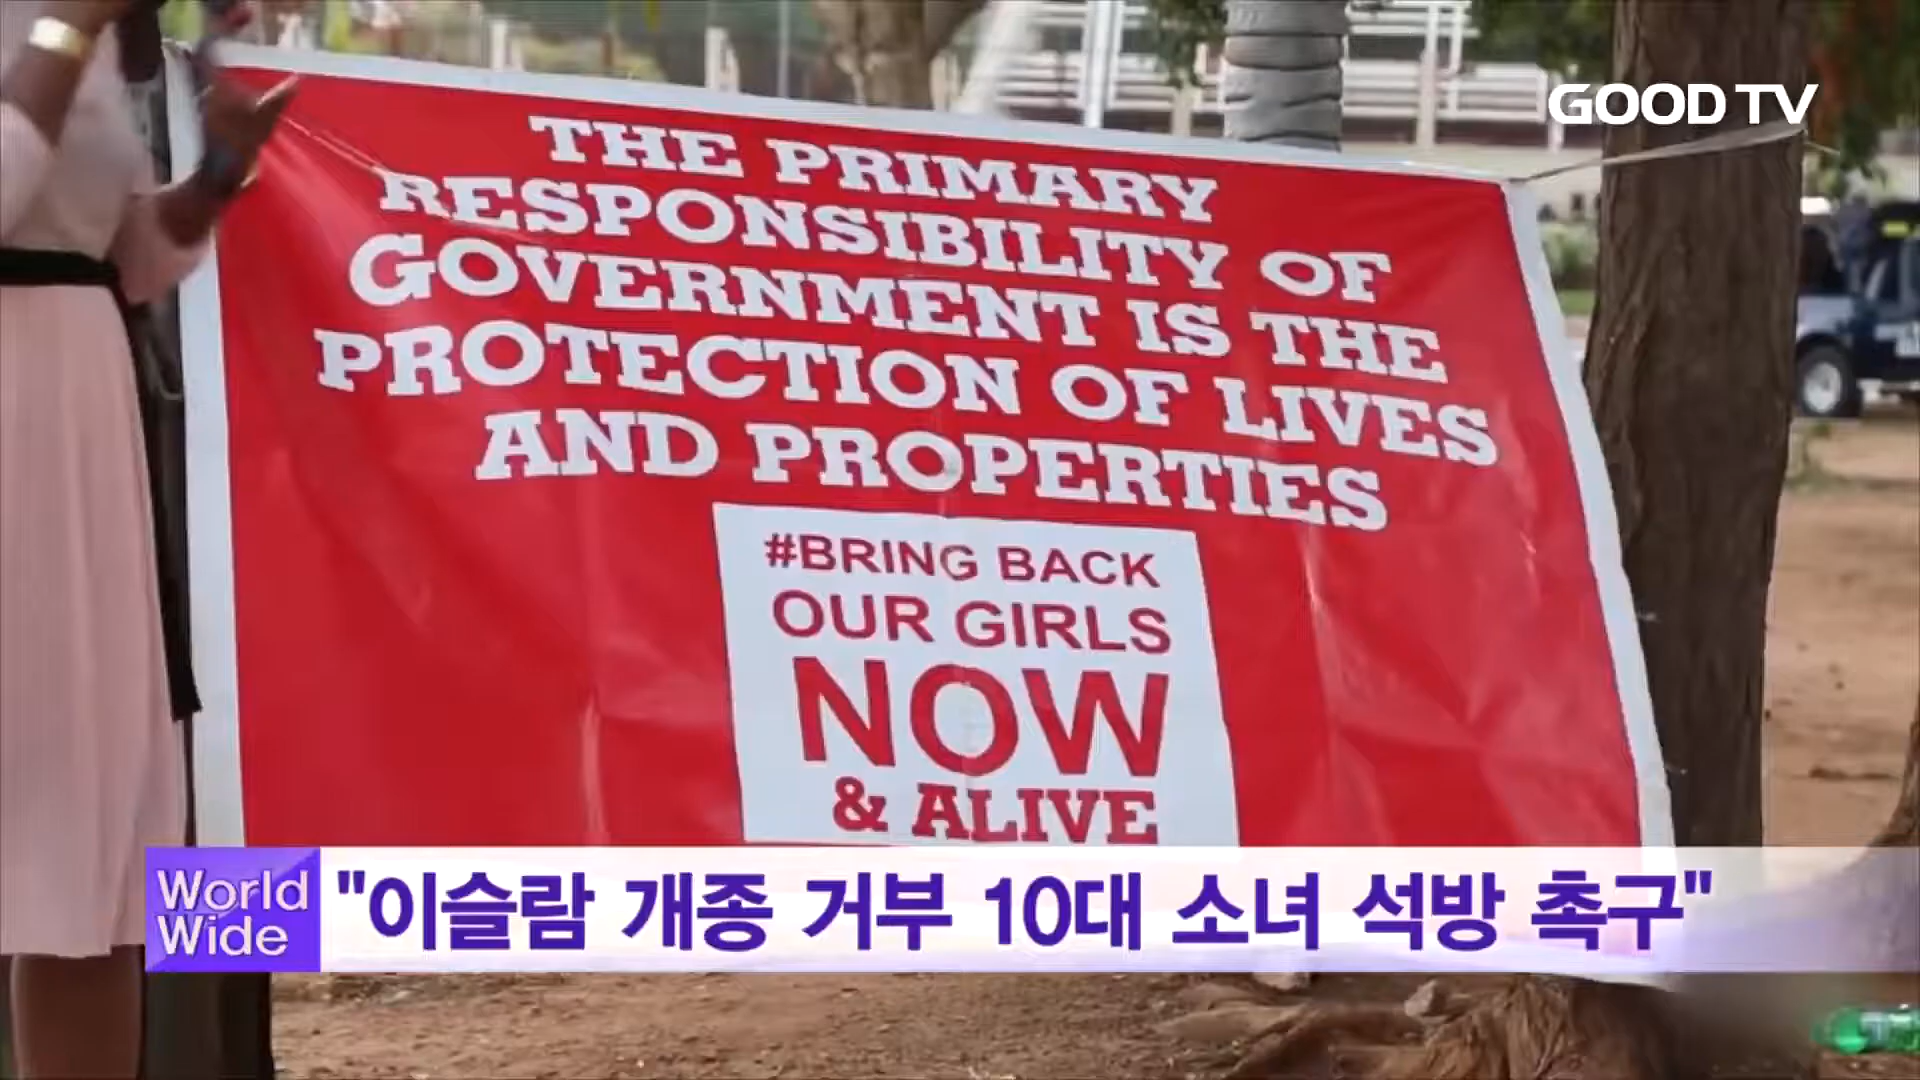 GOOD TV
THE PRIMARY
RESPONSIBILITY OF
GOVERNMENT IS THE
PROTECTION OF LIVES
AND PROPERTIES
#BRING BACK
OUR GIRLS
NOW
& ALIVE
World
Wide
"이슬람 개종 거부 10대 소녀 석방 촉구"